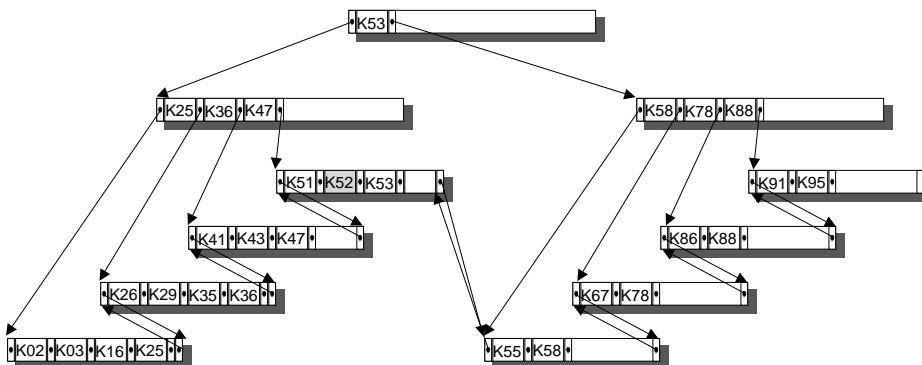 K53
K25 K36 K47
K58 K78 K88
K51 K52 K53
K91 K95
K41 K43 K47
K86 K88
K26 K29 K35 K36
K67 K78
K02 K03 K16 K25
K55 K58